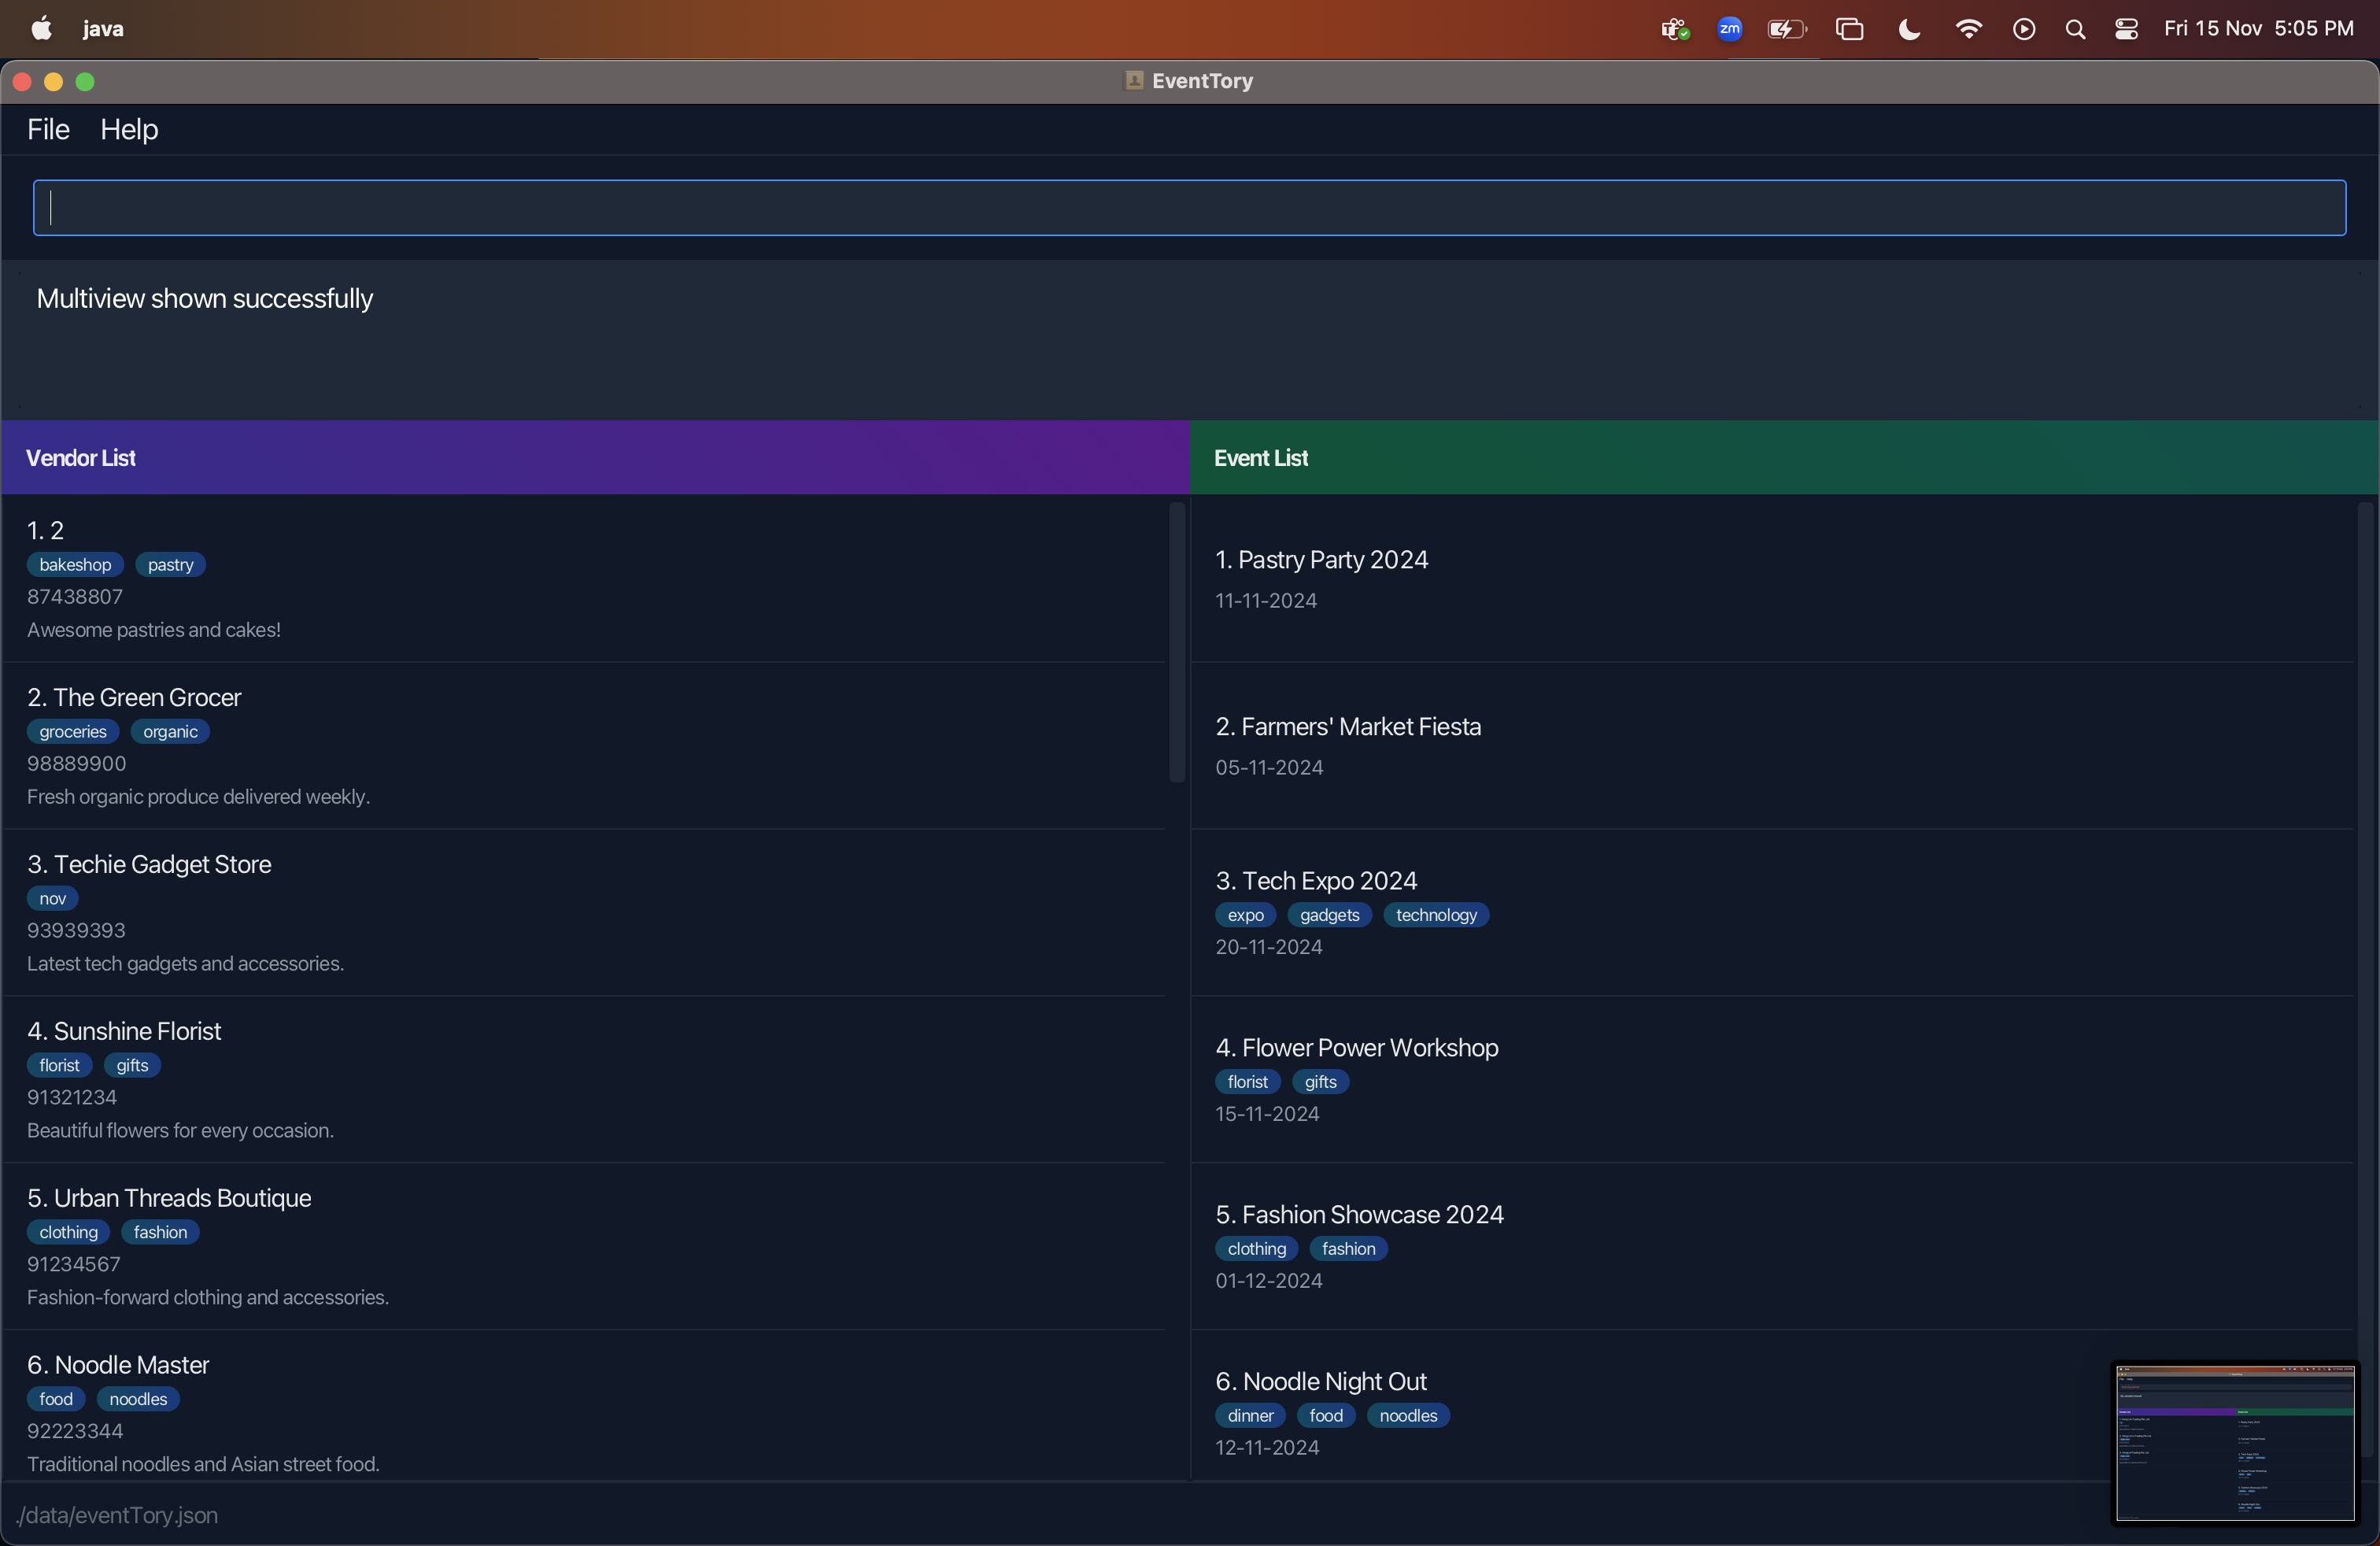 java
zm
Fri 15 Nov 5:05 PM
EventTory
File Help
Multiview shown successfully
Vendor List
1. 2
bakeshop pastry
87438807
Awesome pastries and cakes!
2. The Green Grocer
groceries organic
98889900
Fresh organic produce delivered weekly.
3. Techie Gadget Store
nov
93939393
Latest tech gadgets and accessories.
4. Sunshine Florist
florist gifts
91321234
Beautiful flowers for every occasion.
5. Urban Threads Boutique
clothing fashion
91234567
Fashion-forward clothing and accessories.
6. Noodle Master
food noodles
92223344
Traditional noodles and Asian street food.
Event List
1. Pastry Party 2024
11-11-2024
2. Farmers' Market Fiesta
05-11-2024
3. Tech Expo 2024
expo gadgets technology
20-11-2024
4. Flower Power Workshop
florist gifts
15-11-2024
5. Fashion Showcase 2024
clothing fashion
01-12-2024
6. Noodle Night Out
dinner food noodles
12-11-2024
./data/eventTory.json